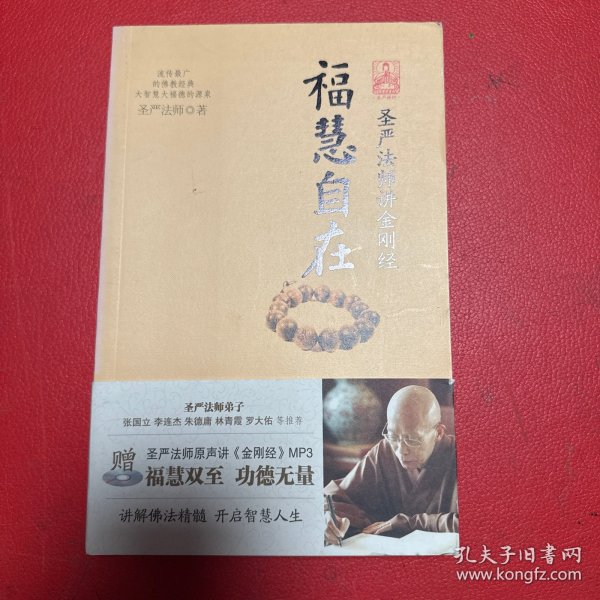 流传最广
的佛教经典
大智慧大福德的源泉
圣严法师◎著
福慧自在
圣严法师讲金刚经
圣严法师弟子
张国立 李连杰 朱德庸 林青霞 罗大佑 等推荐
赠
圣严法师原声讲《金刚经》MP3
福慧双至 功德无量
讲解佛法精髓 开启智慧人生
孔夫子旧书网
www.kongfz.com